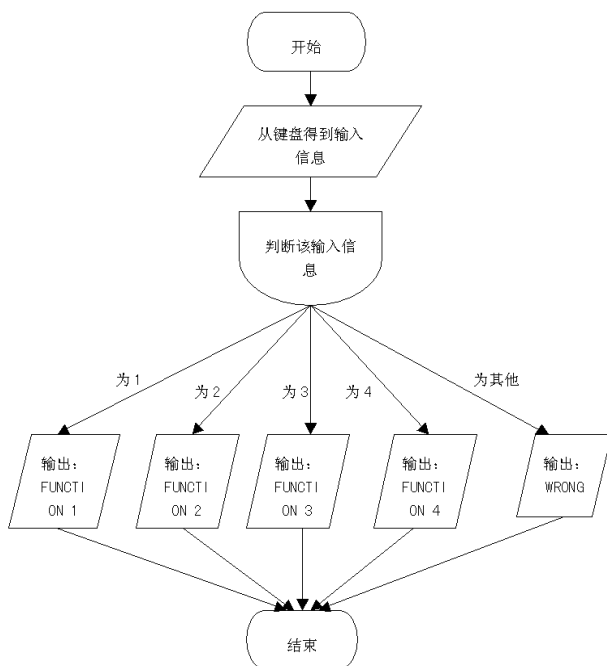 开始
从键盘得到输入
信息
判断该输入信
息
为1
为2
为3
为4
为其他
输出：
FUNCTI
ON 1
输出：
FUNCTI
ON 2
输出：
FUNCTI
ON 3
输出：
FUNCTI
ON 4
输出：
WRONG
结束